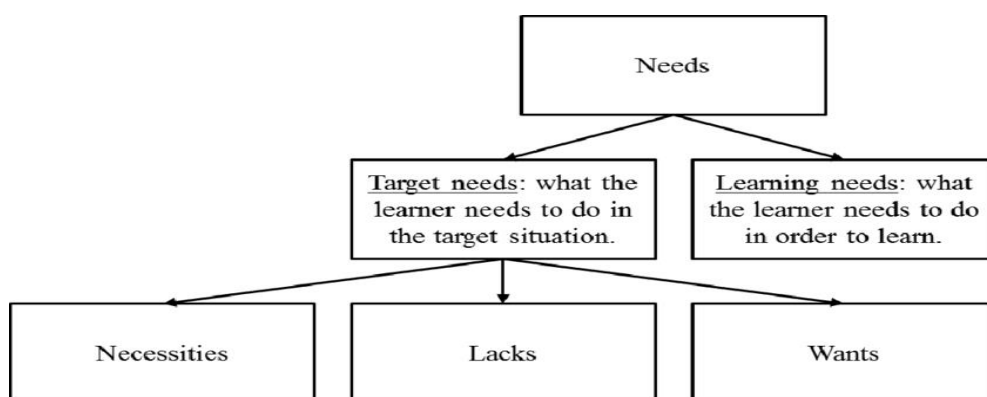 Needs
Target needs: what the
learner needs to do in
the target situation.
Learning needs: what
the learner needs to do
in order to learn.
Necessities
Lacks
Wants